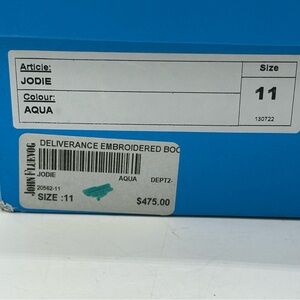 Article:
JODIE
Size
11
Colour:
AQUA
130722
JOHN FLUEVOG
DELIVERANCE EMBROIDERED BOO
JODIE
AQUA DEPT2-
20562-11
SIZE :11
$475.00